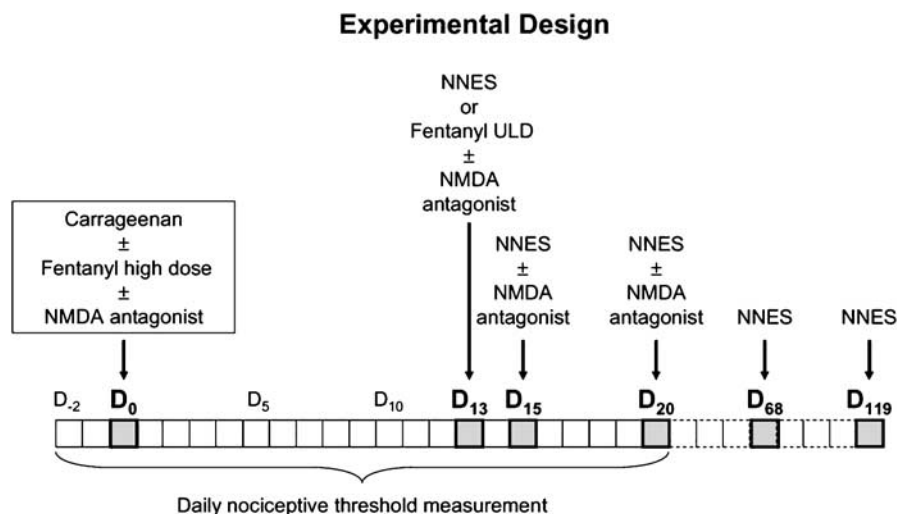 Experimental Design
NNES
or
Fentanyl ULD
±
NMDA
antagonist
Carrageenan
±
Fentanyl high dose
±
NMDA antagonist
NNES
±
NMDA
antagonist
NNES
±
NMDA
antagonist
NNES
NNES
D-2 D0 D5 D10 D13 D15 D20 D68 D119
Daily nociceptive threshold measurement